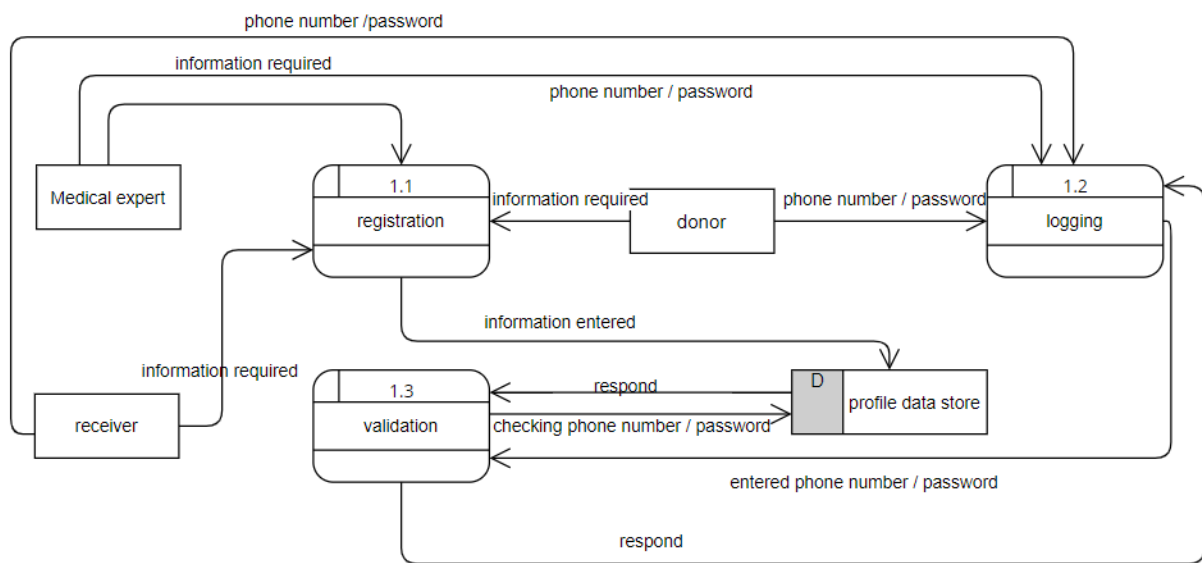 phone number /password
information required
phone number / password
Medical expert
1.1
registration
information required
donor
phone number / password
1.2
logging
information entered
information required
receiver
1.3
validation
respond
checking phone number / password
D
profile data store
entered phone number / password
respond